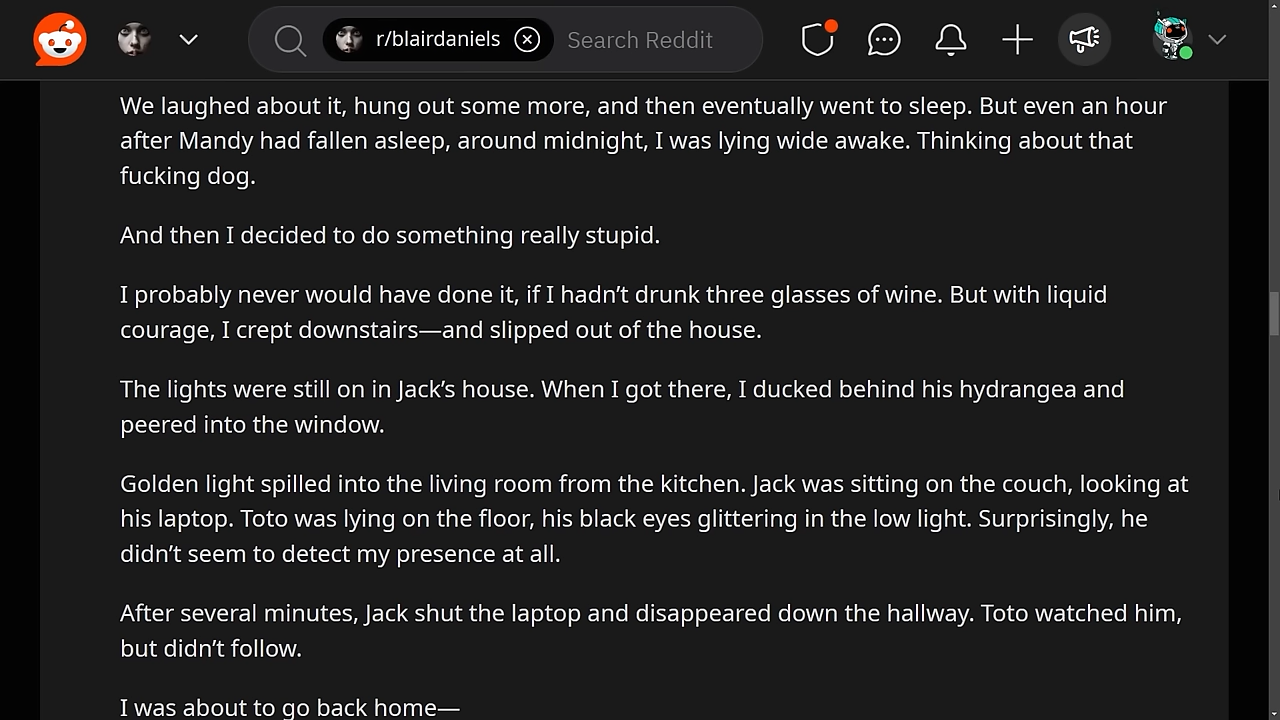 r/blairdaniels
Search Reddit
We laughed about it, hung out some more, and then eventually went to sleep. But even an hour
after Mandy had fallen asleep, around midnight, I was lying wide awake. Thinking about that
fucking dog.
And then I decided to do something really stupid.
I probably never would have done it, if I hadn’t drunk three glasses of wine. But with liquid
courage, I crept downstairs—and slipped out of the house.
The lights were still on in Jack’s house. When I got there, I ducked behind his hydrangea and
peered into the window.
Golden light spilled into the living room from the kitchen. Jack was sitting on the couch, looking at
his laptop. Toto was lying on the floor, his black eyes glittering in the low light. Surprisingly, he
didn’t seem to detect my presence at all.
After several minutes, Jack shut the laptop and disappeared down the hallway. Toto watched him,
but didn’t follow.
I was about to go back home—